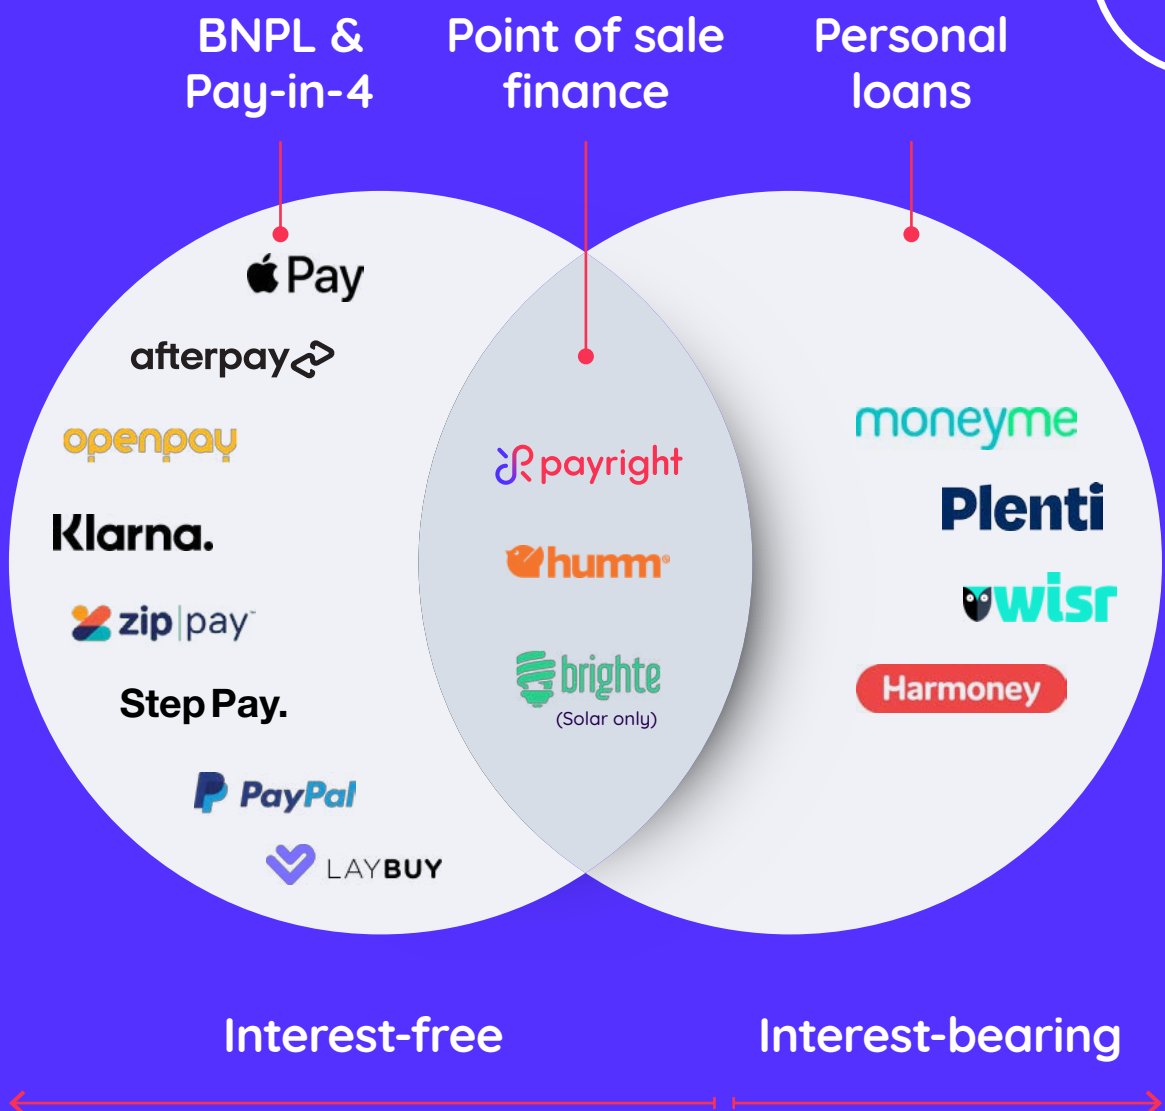 BNPL &
Pay-in-4
Point of sale
finance
Personal
loans
Pay
afterpay
openpay
Klarna.
zip|pay™
Step Pay.
PayPal
LAYBUY
payright
humm®
brighte
(Solar only)
moneyme
Plenti
wisr
Harmoney
Interest-free
Interest-bearing